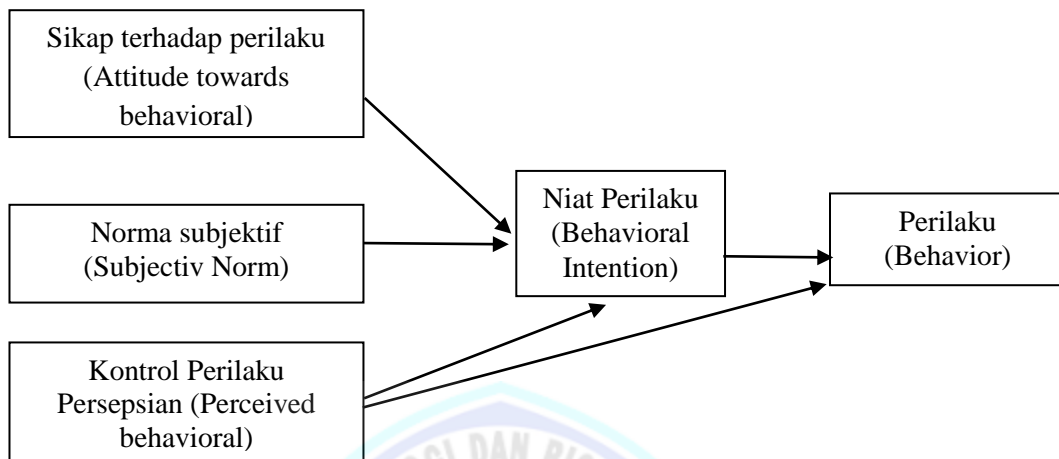 Sikap terhadap perilaku
(Attitude towards
behavioral)
Norma subjektif
(Subjectiv Norm)
Kontrol Perilaku
Persepsian (Perceived
behavioral)
Niat Perilaku
(Behavioral
Intention)
Perilaku
(Behavior)
DAN